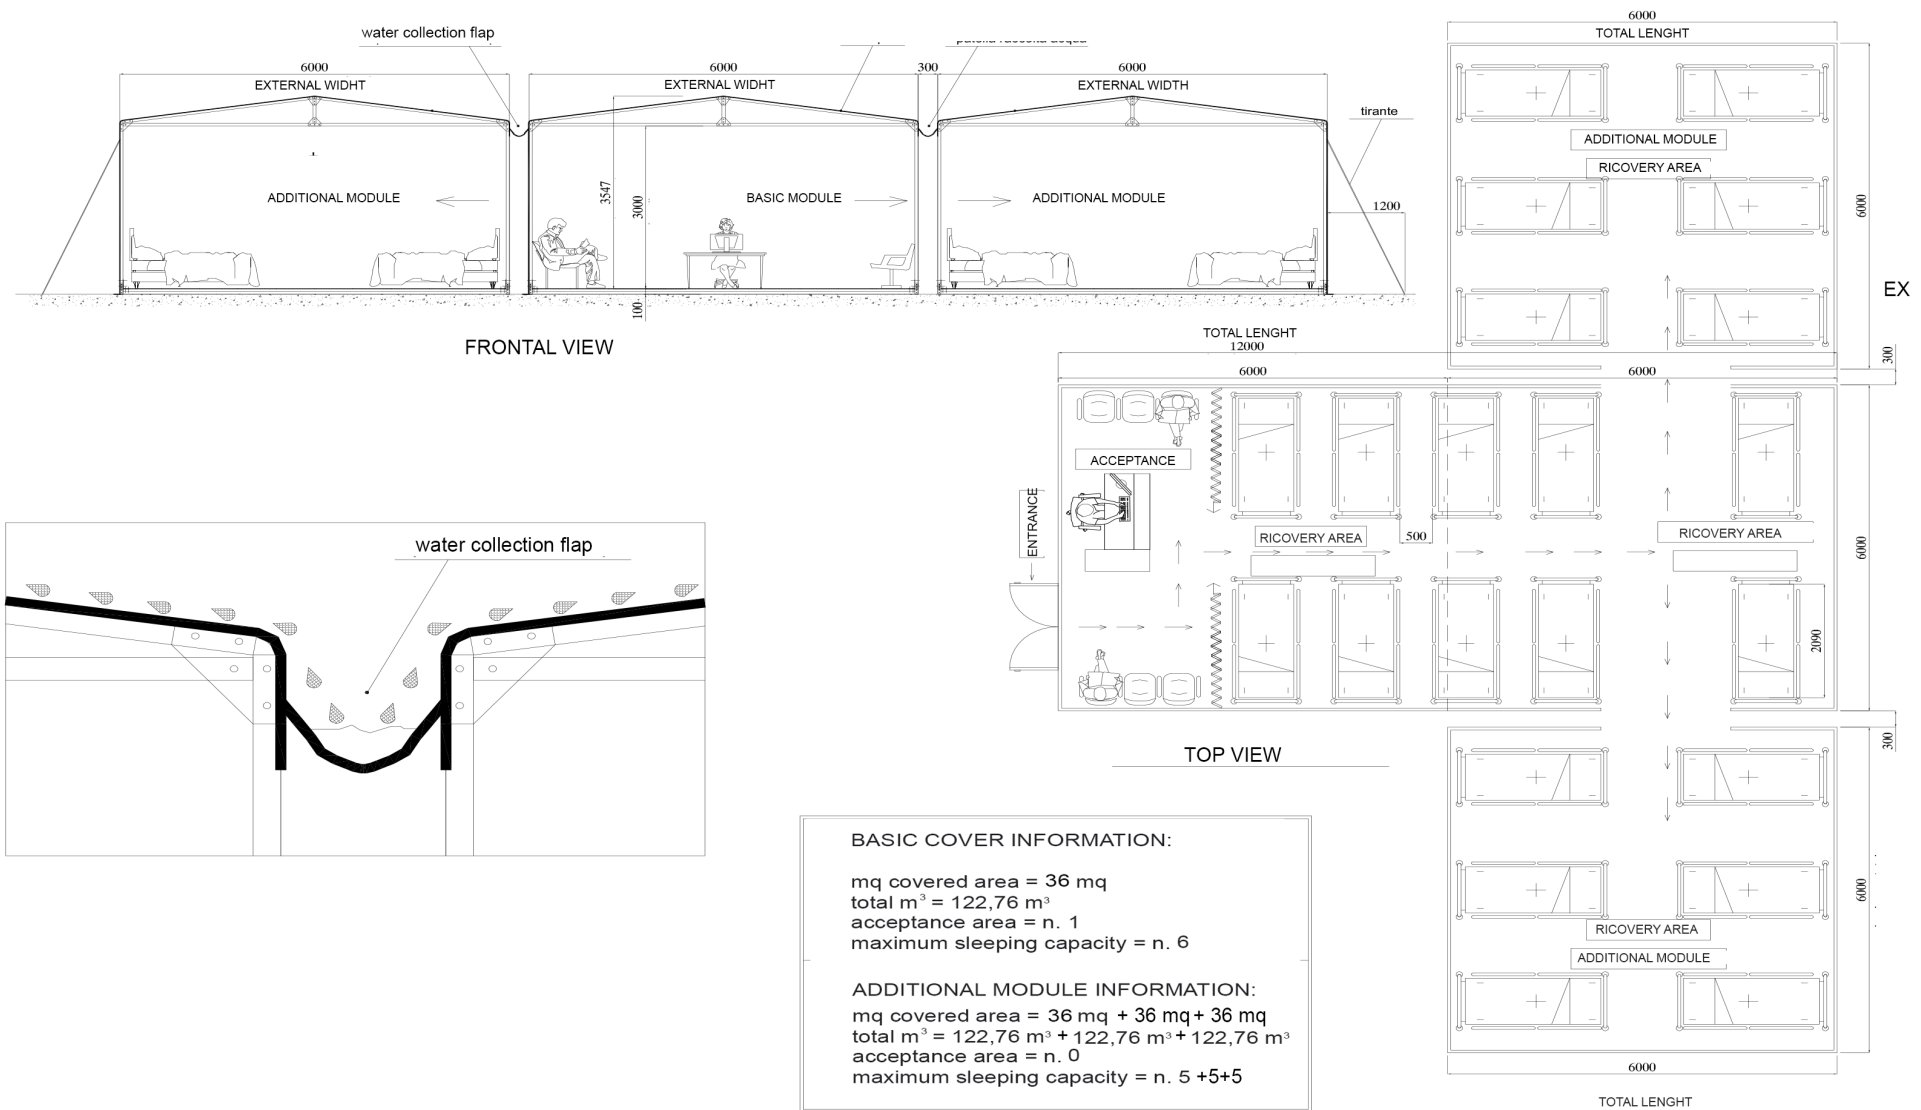 water collection flap
6000
EXTERNAL WIDHT
6000
EXTERNAL WIDHT
300
6000
EXTERNAL WIDTH
tirante
ADDITIONAL MODULE
3547
3000
BASIC MODULE
ADDITIONAL MODULE
1200
100
FRONTAL VIEW
6000
TOTAL LENGHT
ADDITIONAL MODULE
RICOVERY AREA
6000
EX
300
TOTAL LENGHT
12000
6000
6000
ACCEPTANCE
ENTRANCE
RICOVERY AREA
500
RICOVERY AREA
6000
2090
300
TOP VIEW
RICOVERY AREA
ADDITIONAL MODULE
6000
6000
TOTAL LENGHT
water collection flap
BASIC COVER INFORMATION:
mq covered area = 36 mq
total m³ = 122,76 m³
acceptance area = n. 1
maximum sleeping capacity = n. 6
ADDITIONAL MODULE INFORMATION:
mq covered area = 36 mq + 36 mq + 36 mq
total m³ = 122,76 m³ + 122,76 m³ + 122,76 m³
acceptance area = n. 0
maximum sleeping capacity = n. 5 +5+5